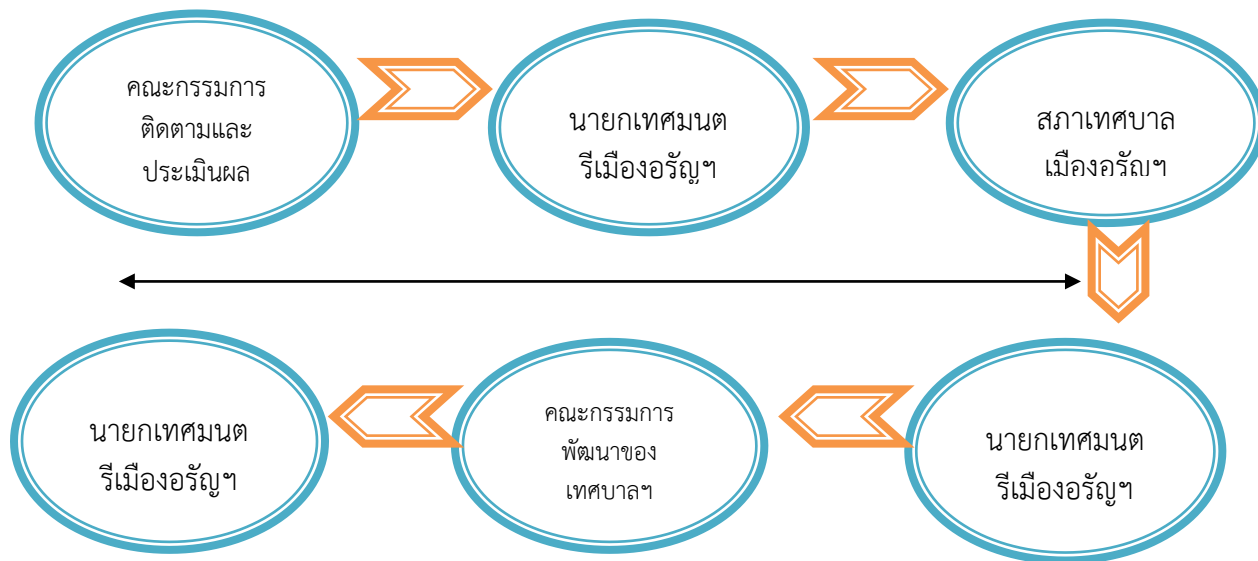 คณะกรรมการ
ติดตามและ
ประเมินผล
นายกเทศมนต
รีเมืองอรัญฯ
สภาเทศบาล
เมืองอรัญฯ
นายกเทศมนต
รีเมืองอรัญฯ
คณะกรรมการ
พัฒนาของ
เทศบาลฯ
นายกเทศมนต
รีเมืองอรัญฯ